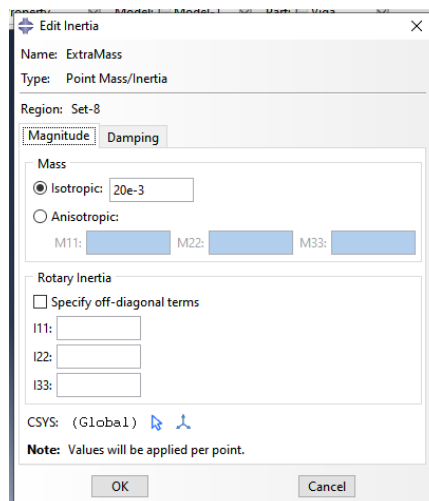 Edit Inertia
Name: ExtraMass
Type: Point Mass/Inertia
Region: Set-8
Magnitude Damping
Mass
Isotropic: 20e-3
Anisotropic:
M11: M22: M33:
Rotary Inertia
Specify off-diagonal terms
I11:
I22:
I33:
CSYS: (Global)
Note: Values will be applied per point.
OK Cancel